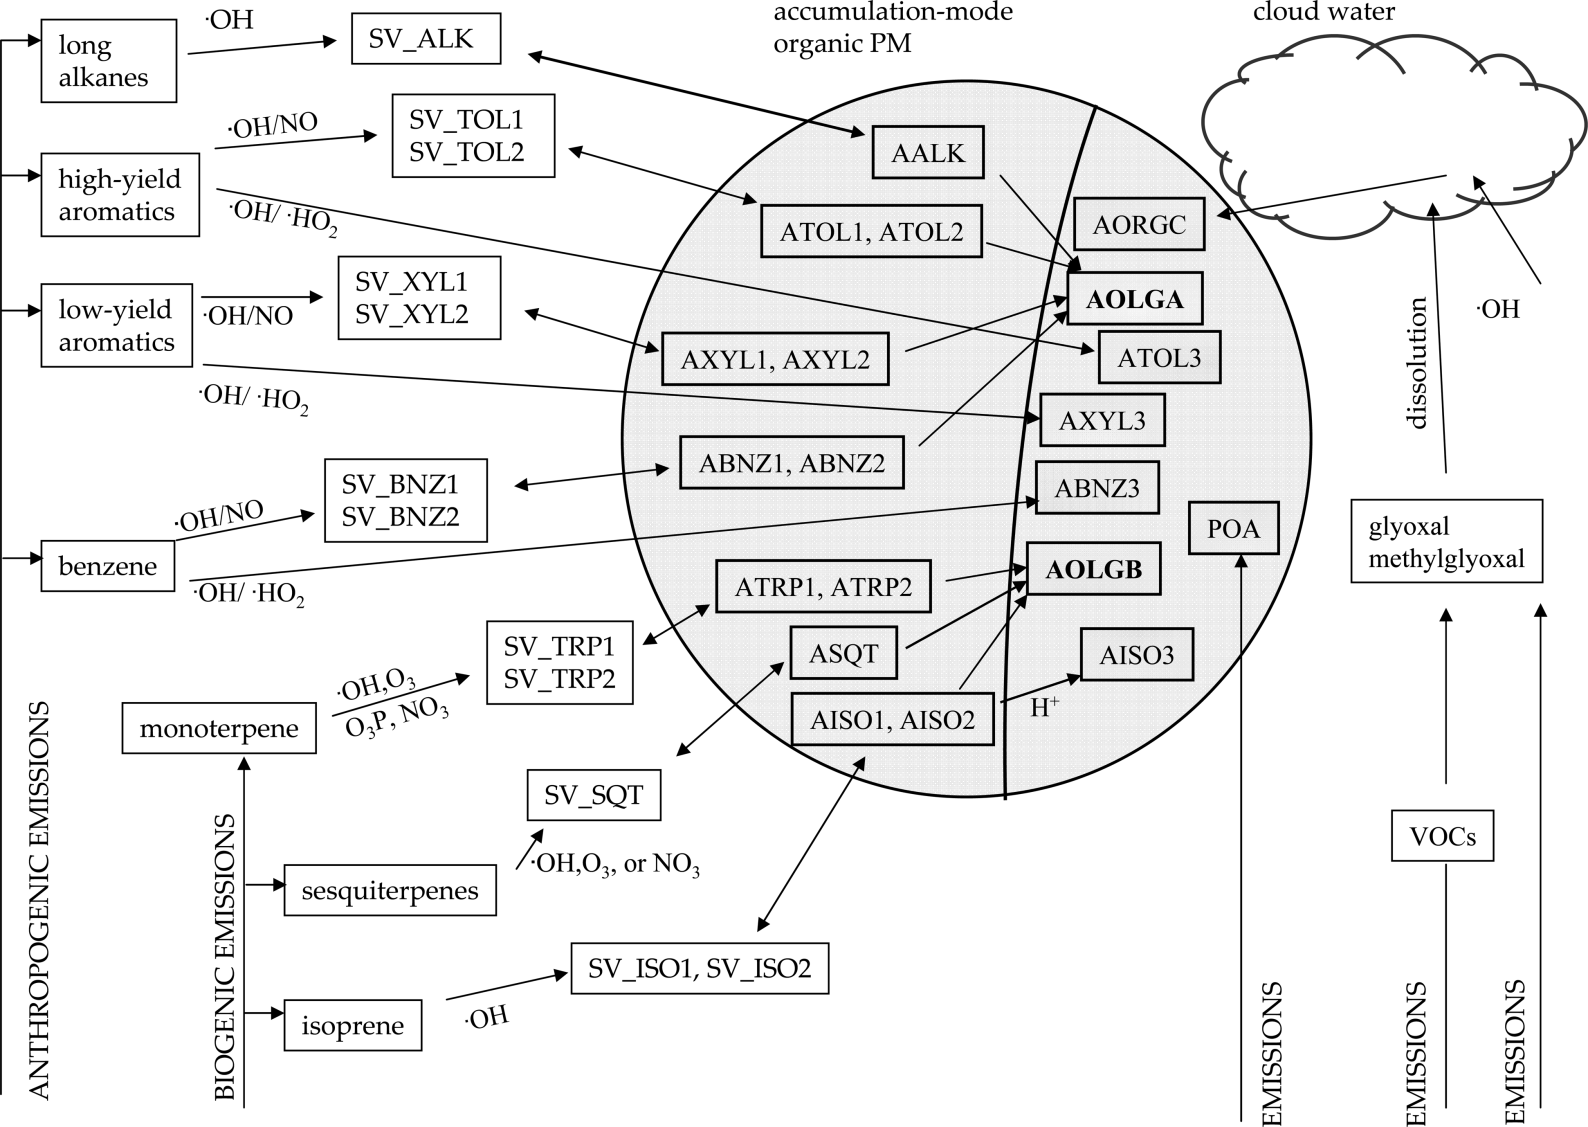 accumulation-mode
organic PM
cloud water
long
alkanes
·OH
SV_ALK
high-yield
aromatics
·OH/NO
SV_TOL1
SV_TOL2
·OH/ ·HO2
low-yield
aromatics
·OH/NO
SV_XYL1
SV_XYL2
·OH/ ·HO2
benzene
·OH/NO
SV_BNZ1
SV_BNZ2
·OH/ ·HO2
monoterpene
·OH,O3
O3P, NO3
SV_TRP1
SV_TRP2
SV_SQT
sesquiterpenes
·OH,O3, or NO3
isoprene
·OH
SV_ISO1, SV_ISO2
AALK
ATOL1, ATOL2
AXYL1, AXYL2
ABNZ1, ABNZ2
ATRP1, ATRP2
ASQT
AISO1, AISO2
H+
AORGC
AOLGA
ATOL3
AXYL3
ABNZ3
POA
AOLGB
AISO3
dissolution
·OH
glyoxal
methylglyoxal
VOCs
ANTHROPOGENIC EMISSIONS
BIOGENIC EMISSIONS
EMISSIONS
EMISSIONS
EMISSIONS